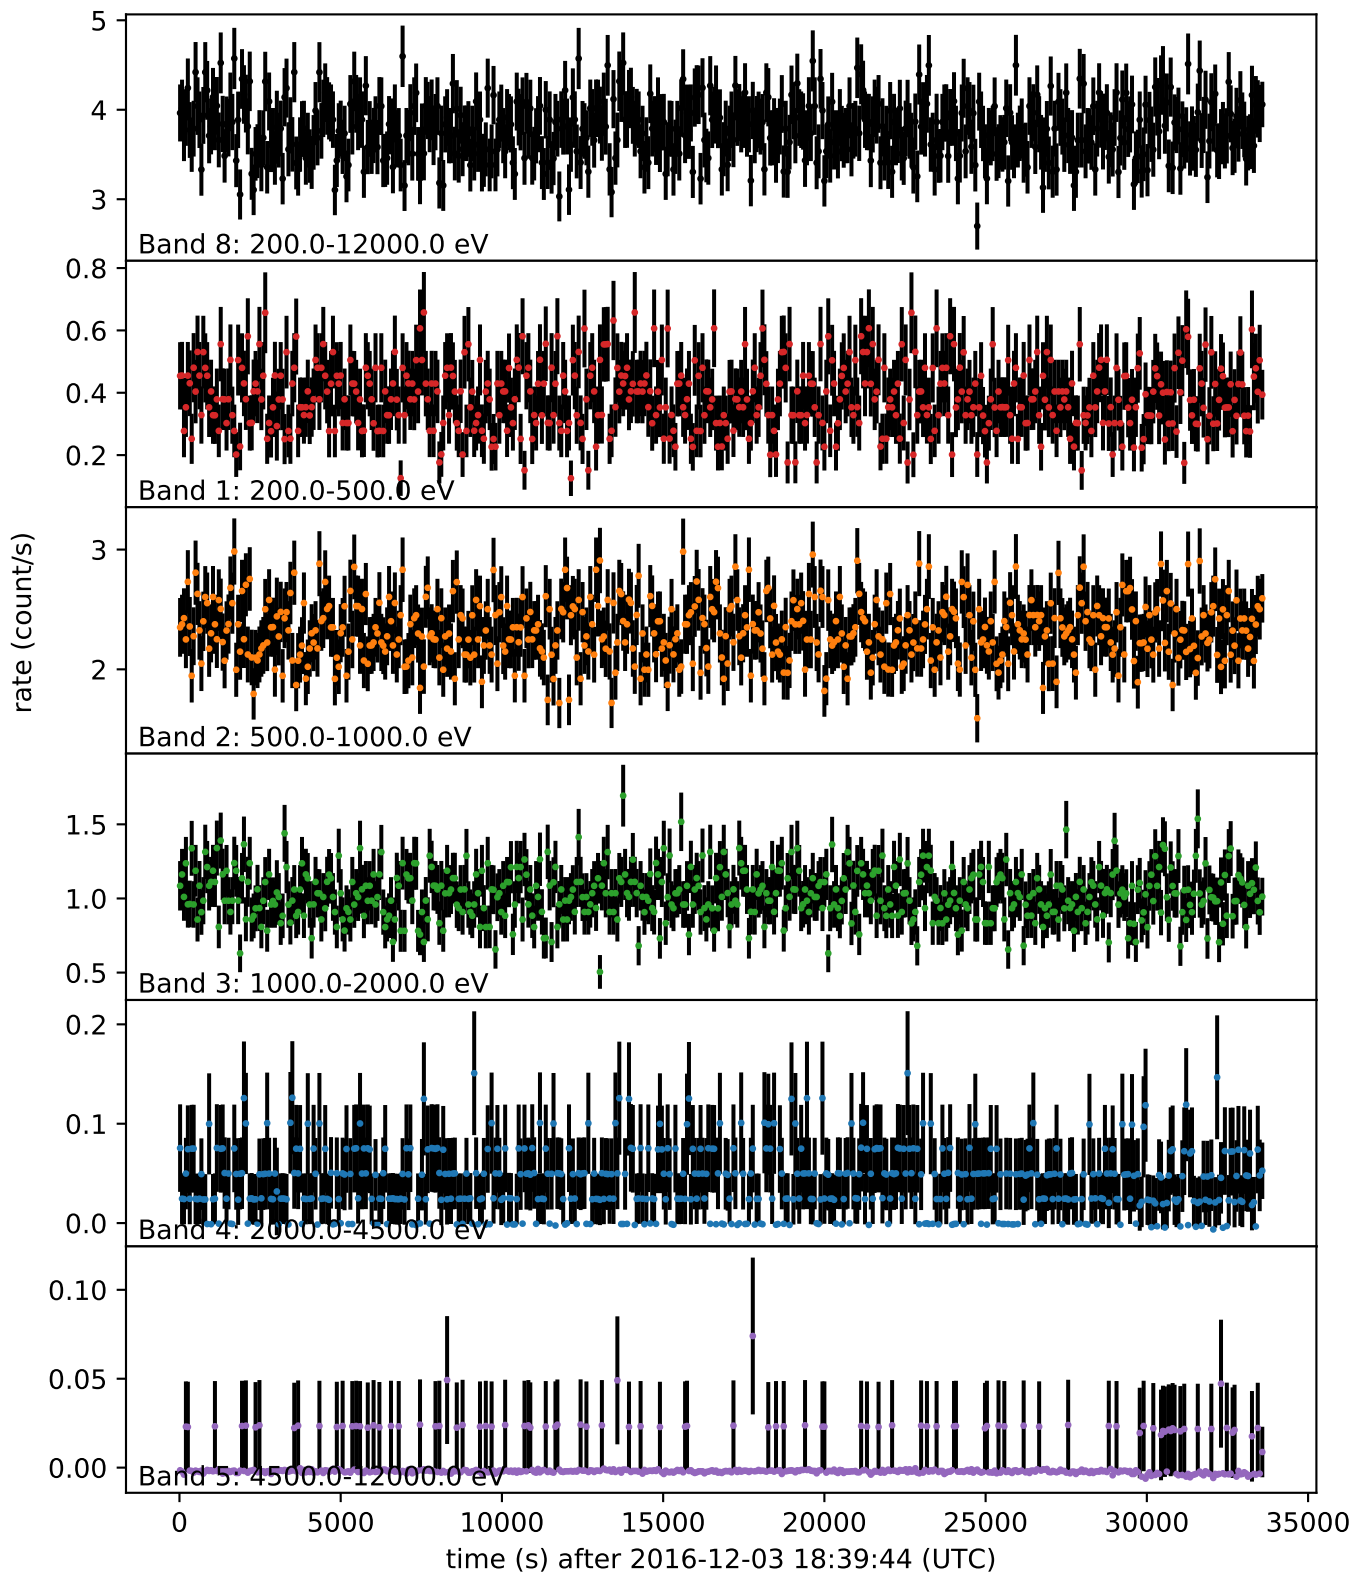 5
4
3
Band 8: 200.0-12000.0 eV
0.8
0.6
0.4
0.2
Band 1: 200.0-500.0 eV
rate (count/s)
3
2
Band 2: 500.0-1000.0 eV
1.5
1.0
0.5
Band 3: 1000.0-2000.0 eV
0.2
0.1
0.0
Band 4: 2000.0-4500.0 eV
0.10
0.05
0.00
Band 5: 4500.0-12000.0 eV
0 5000 10000 15000 20000 25000 30000 35000
time (s) after 2016-12-03 18:39:44 (UTC)